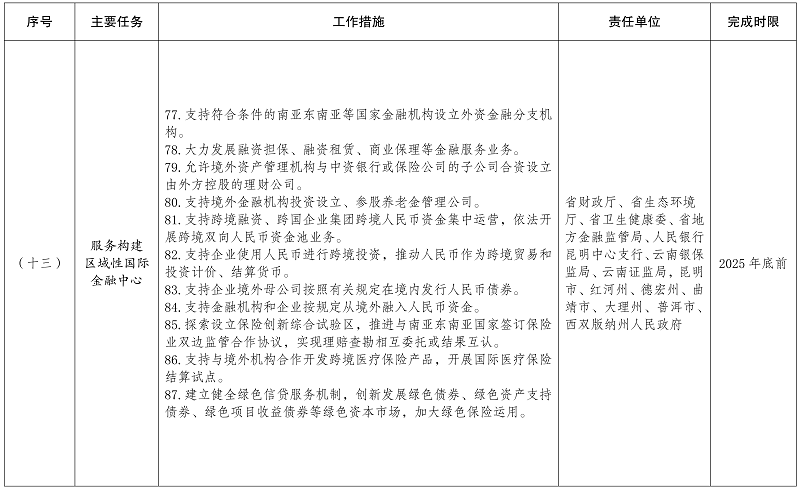 序号 主要任务 工作措施 责任单位 完成时限
（十三）
服务构建
区域性国际
金融中心
77. 支持符合条件的南亚东南亚等国家金融机构设立外资金融分支机
构。
78. 大力发展融资担保、融资租赁、商业保理等金融服务业务。
79. 允许境外资产管理机构与中资银行或保险公司的子公司合资设立
由外方控股的理财公司。
80. 支持境外金融机构投资设立、参股养老金管理公司。
81. 支持跨境融资、跨国企业集团跨境人民币资金集中运营，依法开
展跨境双向人民币资金池业务。
82. 支持企业使用人民币进行跨境投资，推动人民币作为跨境贸易和
投资计价、结算货币。
83. 支持企业境外母公司按照有关规定在境内发行人民币债券。
84. 支持金融机构和企业按规定从境外融入人民币资金。
85. 探索设立保险创新综合试验区，推进与南亚东南亚国家签订保险
业双边监管合作协议，实现理赔查勘相互委托或结果互认。
86. 支持与境外机构合作开发跨境医疗保险产品，开展国际医疗保险
结算试点。
87. 建立健全绿色信贷服务机制，创新发展绿色债券、绿色资产支持
债券、绿色项目收益债券等绿色资本市场，加大绿色保险运用。
省财政厅、省生态环境
厅、省卫生健康委、省地
方金融监管局、人民银行
昆明中心支行、云南银保
监局、云南证监局，昆明
市、红河州、德宏州、曲
靖市、大理州、普洱市、
西双版纳州人民政府
2025 年底前